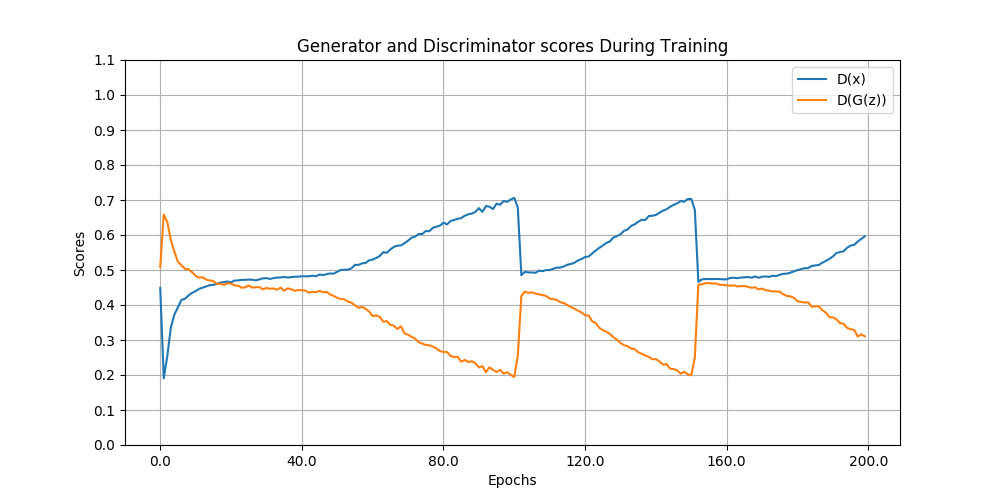 Generator and Discriminator scores During Training
1.1
1.0
0.9
0.8
0.7
0.6
0.5
0.4
0.3
0.2
0.1
0.0
Scores
D(x)
D(G(z))
0.0 40.0 80.0 120.0 160.0 200.0
Epochs